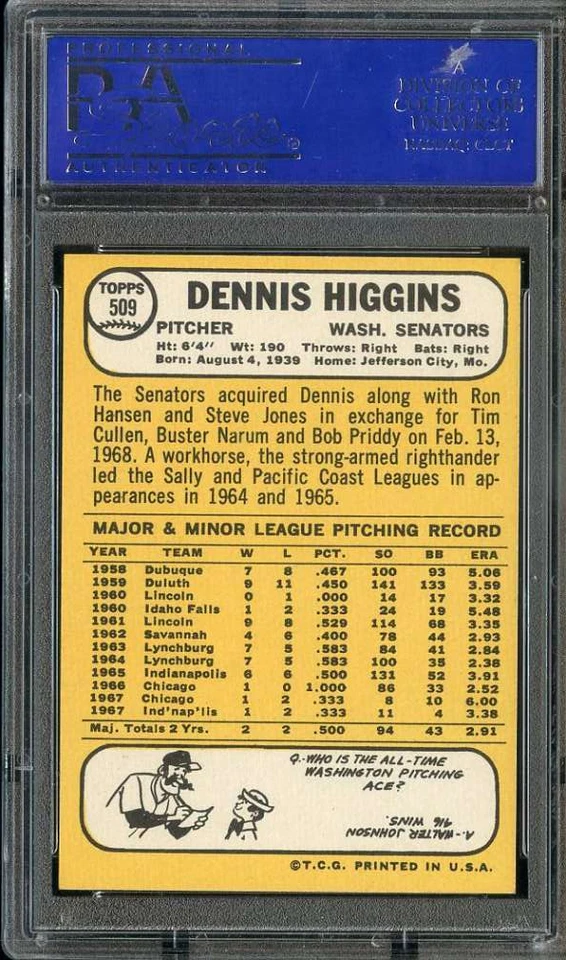 PROFESSIONAL
PSA
AUTHENTICATOR
A
DIVISION OF
COLLECTORS
UNIVERSE
NASDAQ: CLCT
TOPPS
509
DENNIS HIGGINS
PITCHER WASH. SENATORS
Ht: 6'4" Wt: 190 Throws: Right Bats: Right
Born: August 4, 1939 Home: Jefferson City, Mo.
The Senators acquired Dennis along with Ron
Hansen and Steve Jones in exchange for Tim
Cullen, Buster Narum and Bob Priddy on Feb. 13,
1968. A workhorse, the strong-armed righthander
led the Sally and Pacific Coast Leagues in ap-
pearances in 1964 and 1965.
MAJOR & MINOR LEAGUE PITCHING RECORD
YEAR TEAM W L PCT. SO BB ERA
1958 Dubuque 7 8 .467 100 93 5.06
1959 Duluth 9 11 .450 141 133 3.59
1960 Lincoln 0 1 .000 14 17 3.32
1960 Idaho Falls 1 2 .333 24 19 5.48
1961 Lincoln 9 8 .529 114 68 3.35
1962 Savannah 4 6 .400 78 44 2.93
1963 Lynchburg 7 5 .583 84 41 2.84
1964 Lynchburg 7 5 .583 100 35 2.38
1965 Indianapolis 6 6 .500 131 52 3.91
1966 Chicago 1 0 1.000 86 33 2.52
1967 Chicago 1 2 .333 8 10 6.00
1967 Ind'nap'lis 1 2 .333 11 4 3.38
Maj. Totals 2 Yrs. 2 2 .500 94 43 2.91
Q.-WHO IS THE ALL-TIME
WASHINGTON PITCHING
ACE?
A.-WALTER JOHNSON
416 WINS.
©T.C.G. PRINTED IN U.S.A.